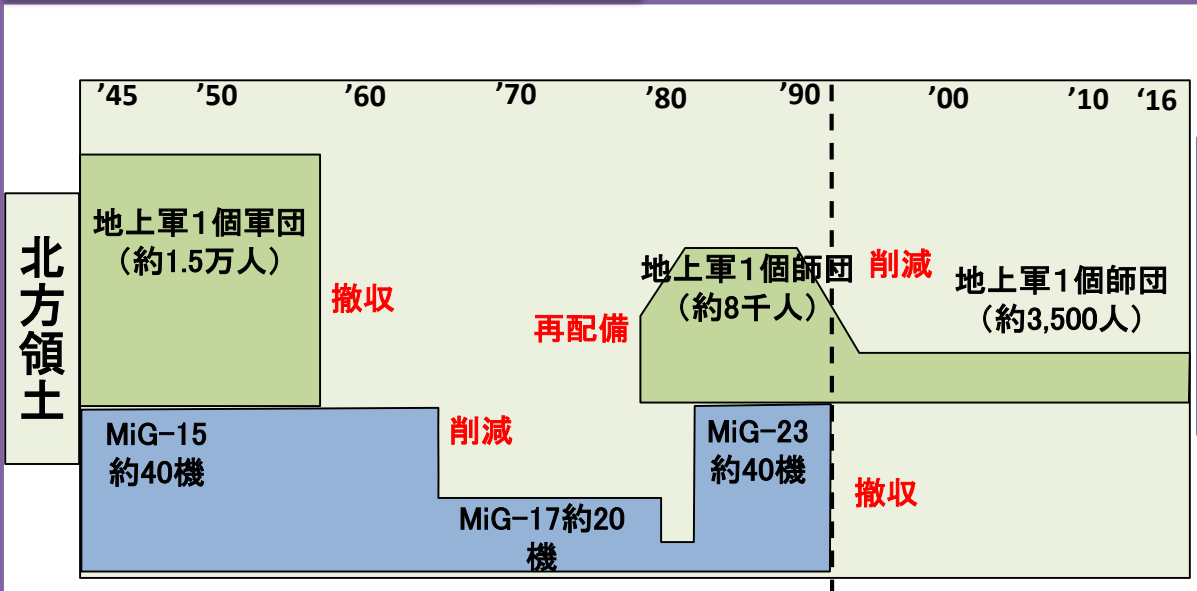 ’45 ’50 ’60 ’70 ’80 ’90 ’00 ’10 ‘16
北方領土
地上軍1個軍団
（約1.5万人）
撤収
再配備
地上軍1個師団
（約8千人）
削減
地上軍1個師団
（約3,500人）
MiG-15
約40機
削減
MiG-17約20
機
MiG-23
約40機
撤収